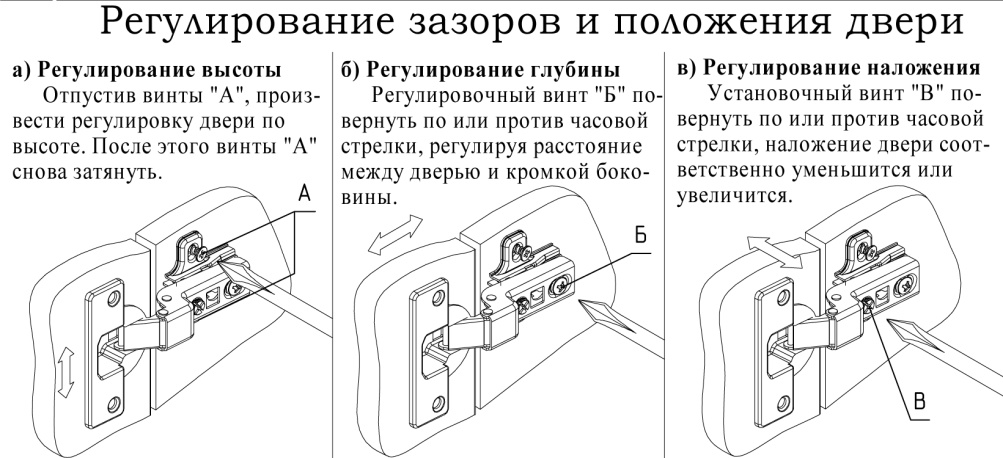 Регулирование зазоров и положения двери
а) Регулирование высоты
Отпустив винты "А", произ-
вести регулировку двери по
высоте. После этого винты "А"
снова затянуть.
А
б) Регулирование глубины
Регулировочный винт "Б" по-
вернуть по или против часовой
стрелки, регулируя расстояние
между дверью и кромкой боко-
вины.
Б
в) Регулирование наложения
Установочный винт "В" по-
вернуть по или против часовой
стрелки, наложение двери соот-
ветственно уменьшится или
увеличится.
В